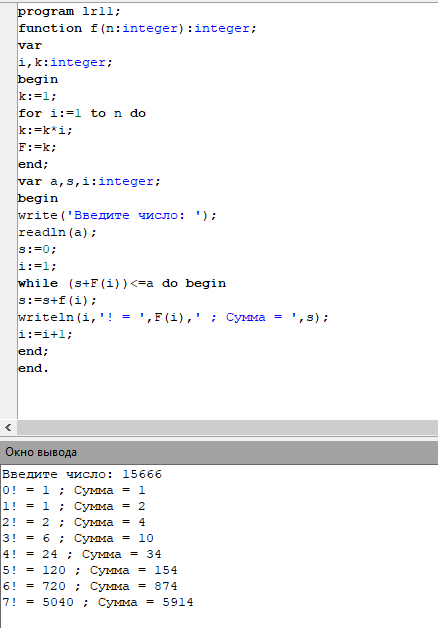 program lr11;
function f(n:integer):integer;
var
i,k:integer;
begin
k:=1;
for i:=1 to n do
k:=k*i;
F:=k;
end;
var a,s,i:integer;
begin
write('Введите число: ');
readln(a);
s:=0;
i:=1;
while (s+F(i))<=a do begin
s:=s+f(i);
writeln(i,'! = ',F(i),' ; Сумма = ',s);
i:=i+1;
end;
end.
Окно вывода
Введите число: 15666
0! = 1 ; Сумма = 1
1! = 1 ; Сумма = 2
2! = 2 ; Сумма = 4
3! = 6 ; Сумма = 10
4! = 24 ; Сумма = 34
5! = 120 ; Сумма = 154
6! = 720 ; Сумма = 874
7! = 5040 ; Сумма = 5914